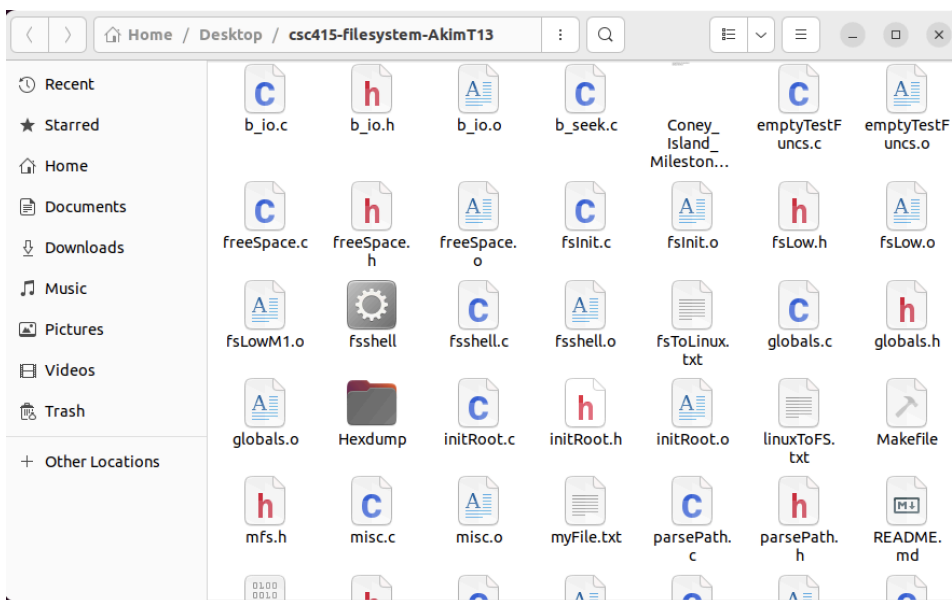 Home / Desktop / csc415-filesystem-AkimT13
Recent
Starred
Home
Documents
Downloads
Music
Pictures
Videos
Trash
+ Other Locations
b_io.c
b_io.h
b_io.o
b_seek.c
Coney_
Island_
Mileston...
emptyTestF
uncs.c
emptyTestF
uncs.o
freeSpace.c
freeSpace.
h
freeSpace.
o
fsInit.c
fsInit.o
fsLow.h
fsLow.o
fsLowM1.o
fsshell
fsshell.c
fsshell.o
fsToLinux.
txt
globals.c
globals.h
globals.o
Hexdump
initRoot.c
initRoot.h
initRoot.o
linuxToFS.
txt
Makefile
mfs.h
misc.c
misc.o
myFile.txt
parsePath.
c
parsePath.
h
README.
md